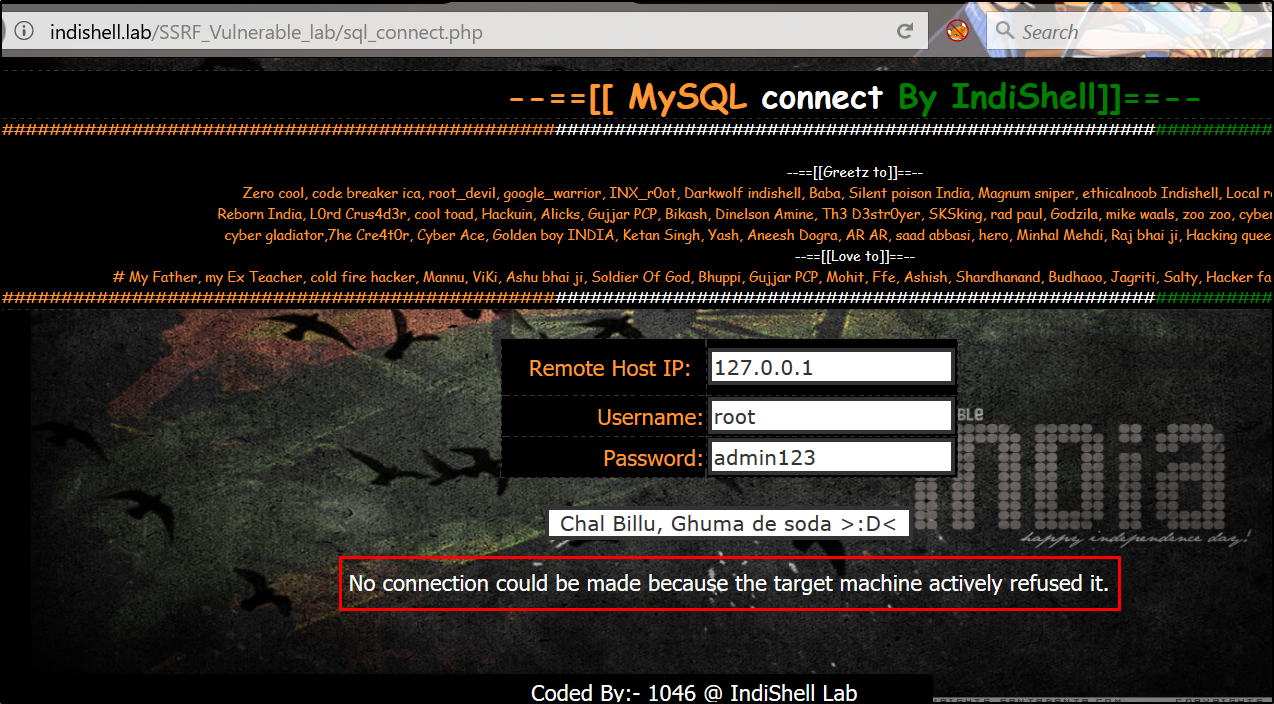 indishell.lab/SSRF_Vulnerable_lab/sql_connect.php
Search
--==[[ MySQL connect By IndiShell]]==--
--==[[Greetz to]]==--
Zero cool, code breaker ica, root_devil, google_warrior, INX_r0ot, Darkwolf indishell, Baba, Silent poison India, Magnum sniper, ethicalnoob Indishell, Local
Reborn India, L0rd Crus4d3r, cool toad, Hackuin, Alicks, Gujjar PCP, Bikash, Dinelson Amine, Th3 D3str0yer, SKSking, rad paul, Godzila, mike waals, zoo zoo, cyber
cyber gladiator,7he Cre4t0r, Cyber Ace, Golden boy INDIA, Ketan Singh, Yash, Aneesh Dogra, AR AR, saad abbasi, hero, Minhal Mehdi, Raj bhai ji, Hacking quee
--==[[Love to]]==--
# My Father, my Ex Teacher, cold fire hacker, Mannu, ViKi, Ashu bhai ji, Soldier Of God, Bhuppi, Gujjar PCP, Mohit, Ffe, Ashish, Shardhanand, Budhaoo, Jagriti, Salty, Hacker fa
Remote Host IP: 127.0.0.1
Username: root
Password: admin123
India
happy independence day!
Chal Billu, Ghuma de soda >:D<
No connection could be made because the target machine actively refused it.
Coded By:- 1046 @ IndiShell Lab